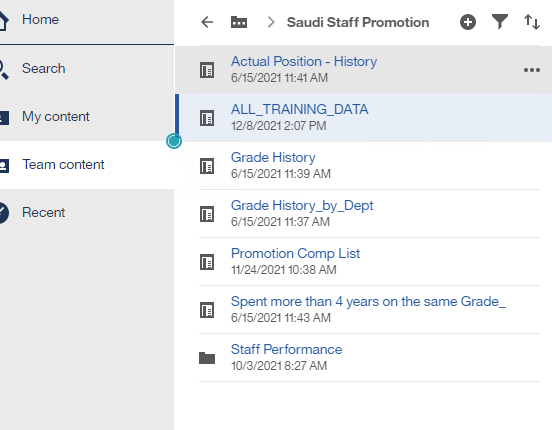 Home
Search
My content
Team content
Recent
Saudi Staff Promotion
Actual Position - History
6/15/2021 11:41 AM
ALL_TRAINING_DATA
12/8/2021 2:07 PM
Grade History
6/15/2021 11:39 AM
Grade History_by_Dept
6/15/2021 11:37 AM
Promotion Comp List
11/24/2021 10:38 AM
Spent more than 4 years on the same Grade_
6/15/2021 11:43 AM
Staff Performance
10/3/2021 8:27 AM